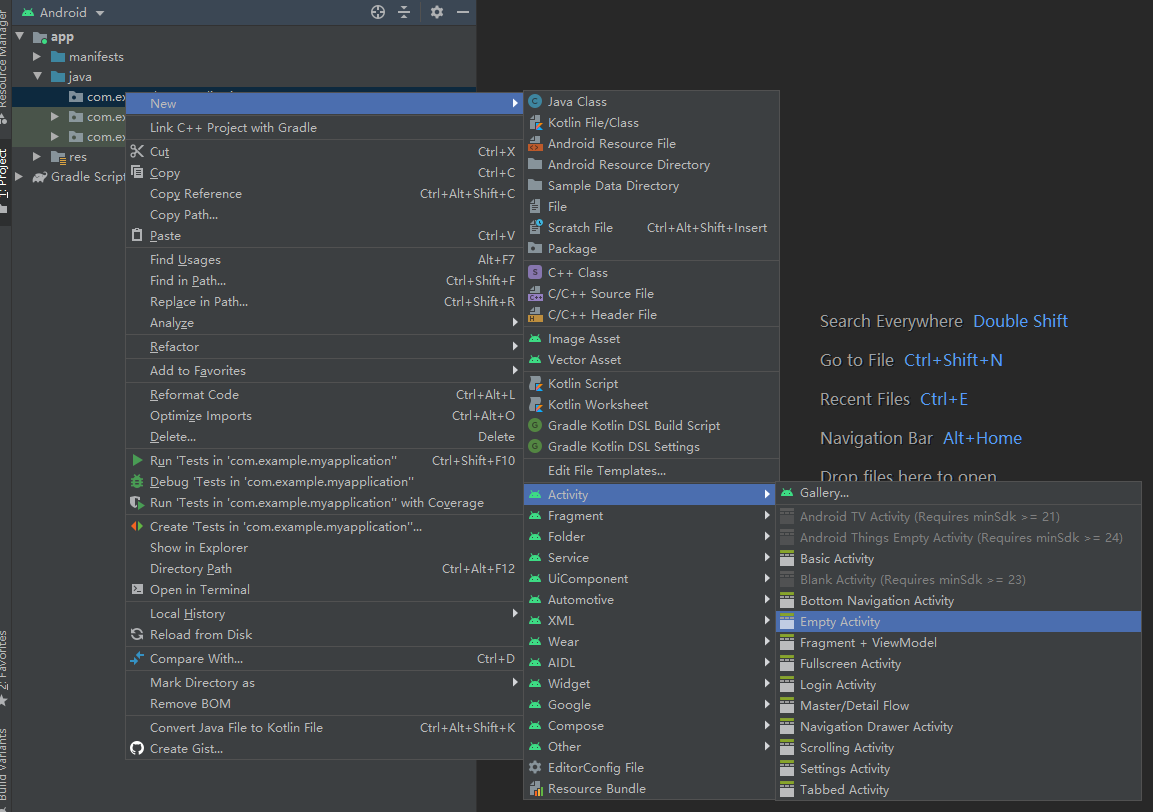 Android
Resource Manager
app
manifests
java
com.ex
com.ex
com.ex
res
Gradle Script
1: Project
2: Favorites
Build Variants
New
Link C++ Project with Gradle
Cut Ctrl+X
Copy Ctrl+C
Copy Reference Ctrl+Alt+Shift+C
Copy Path...
Paste Ctrl+V
Find Usages Alt+F7
Find in Path... Ctrl+Shift+F
Replace in Path... Ctrl+Shift+R
Analyze
Refactor
Add to Favorites
Reformat Code Ctrl+Alt+L
Optimize Imports Ctrl+Alt+O
Delete... Delete
Run 'Tests in 'com.example.myapplication'' Ctrl+Shift+F10
Debug 'Tests in 'com.example.myapplication''
Run 'Tests in 'com.example.myapplication'' with Coverage
Create 'Tests in 'com.example.myapplication''...
Show in Explorer
Directory Path Ctrl+Alt+F12
Open in Terminal
Local History
Reload from Disk
Compare With... Ctrl+D
Mark Directory as
Remove BOM
Convert Java File to Kotlin File Ctrl+Alt+Shift+K
Create Gist...
Java Class
Kotlin File/Class
Android Resource File
Android Resource Directory
Sample Data Directory
File
Scratch File Ctrl+Alt+Shift+Insert
Package
C++ Class
C/C++ Source File
C/C++ Header File
Image Asset
Vector Asset
Kotlin Script
Kotlin Worksheet
Gradle Kotlin DSL Build Script
Gradle Kotlin DSL Settings
Edit File Templates...
Activity
Fragment
Folder
Service
UiComponent
Automotive
XML
Wear
AIDL
Widget
Google
Compose
Other
EditorConfig File
Resource Bundle
Search Everywhere Double Shift
Go to File Ctrl+Shift+N
Recent Files Ctrl+E
Navigation Bar Alt+Home
Drop files here to open
Gallery...
Android TV Activity (Requires minSdk >= 21)
Android Things Empty Activity (Requires minSdk >= 24)
Basic Activity
Blank Activity (Requires minSdk >= 23)
Bottom Navigation Activity
Empty Activity
Fragment + ViewModel
Fullscreen Activity
Login Activity
Master/Detail Flow
Navigation Drawer Activity
Scrolling Activity
Settings Activity
Tabbed Activity